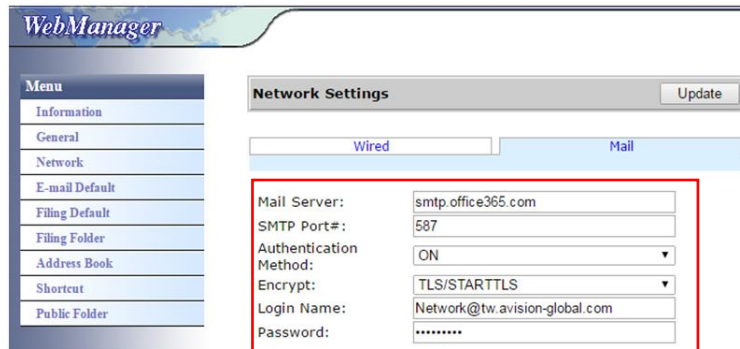 WebManager
Menu
Information
General
Network
E-mail Default
Filing Default
Filing Folder
Address Book
Shortcut
Public Folder
Network Settings Update
Wired Mail
Mail Server: smtp.office365.com
SMTP Port#: 587
Authentication
Method: ON
Encrypt: TLS/STARTTLS
Login Name: Network@tw.avision-global.com
Password: •••••••••